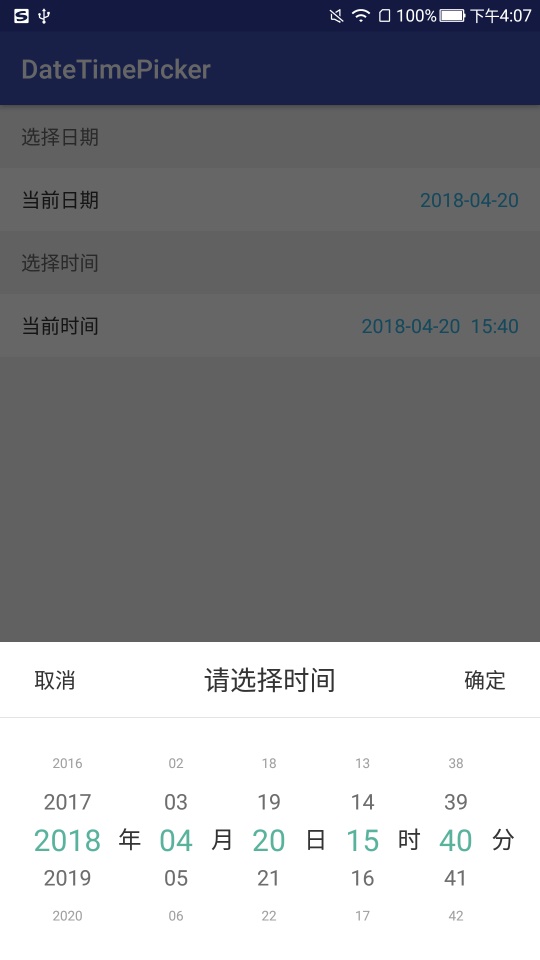 100% 下午4:07
DateTimePicker
选择日期
当前日期 2018-04-20
选择时间
当前时间 2018-04-20 15:40
取消 请选择时间 确定
2016 02 18 13 38
2017 03 19 14 39
2018 年 04 月 20 日 15 时 40 分
2019 05 21 16 41
2020 06 22 17 42